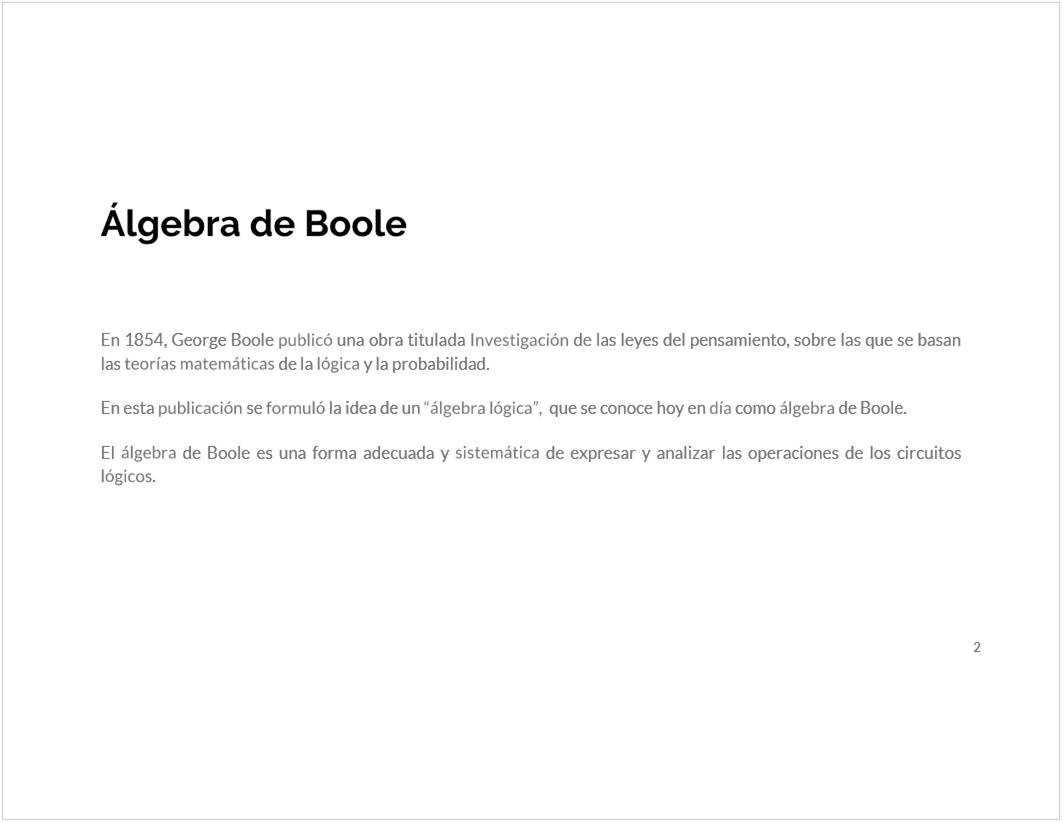 Álgebra de Boole
En 1854, George Boole publicó una obra titulada Investigación de las leyes del pensamiento, sobre las que se basan
las teorías matemáticas de la lógica y la probabilidad.
En esta publicación se formuló la idea de un “álgebra lógica”, que se conoce hoy en día como álgebra de Boole.
El álgebra de Boole es una forma adecuada y sistemática de expresar y analizar las operaciones de los circuitos
lógicos.
2